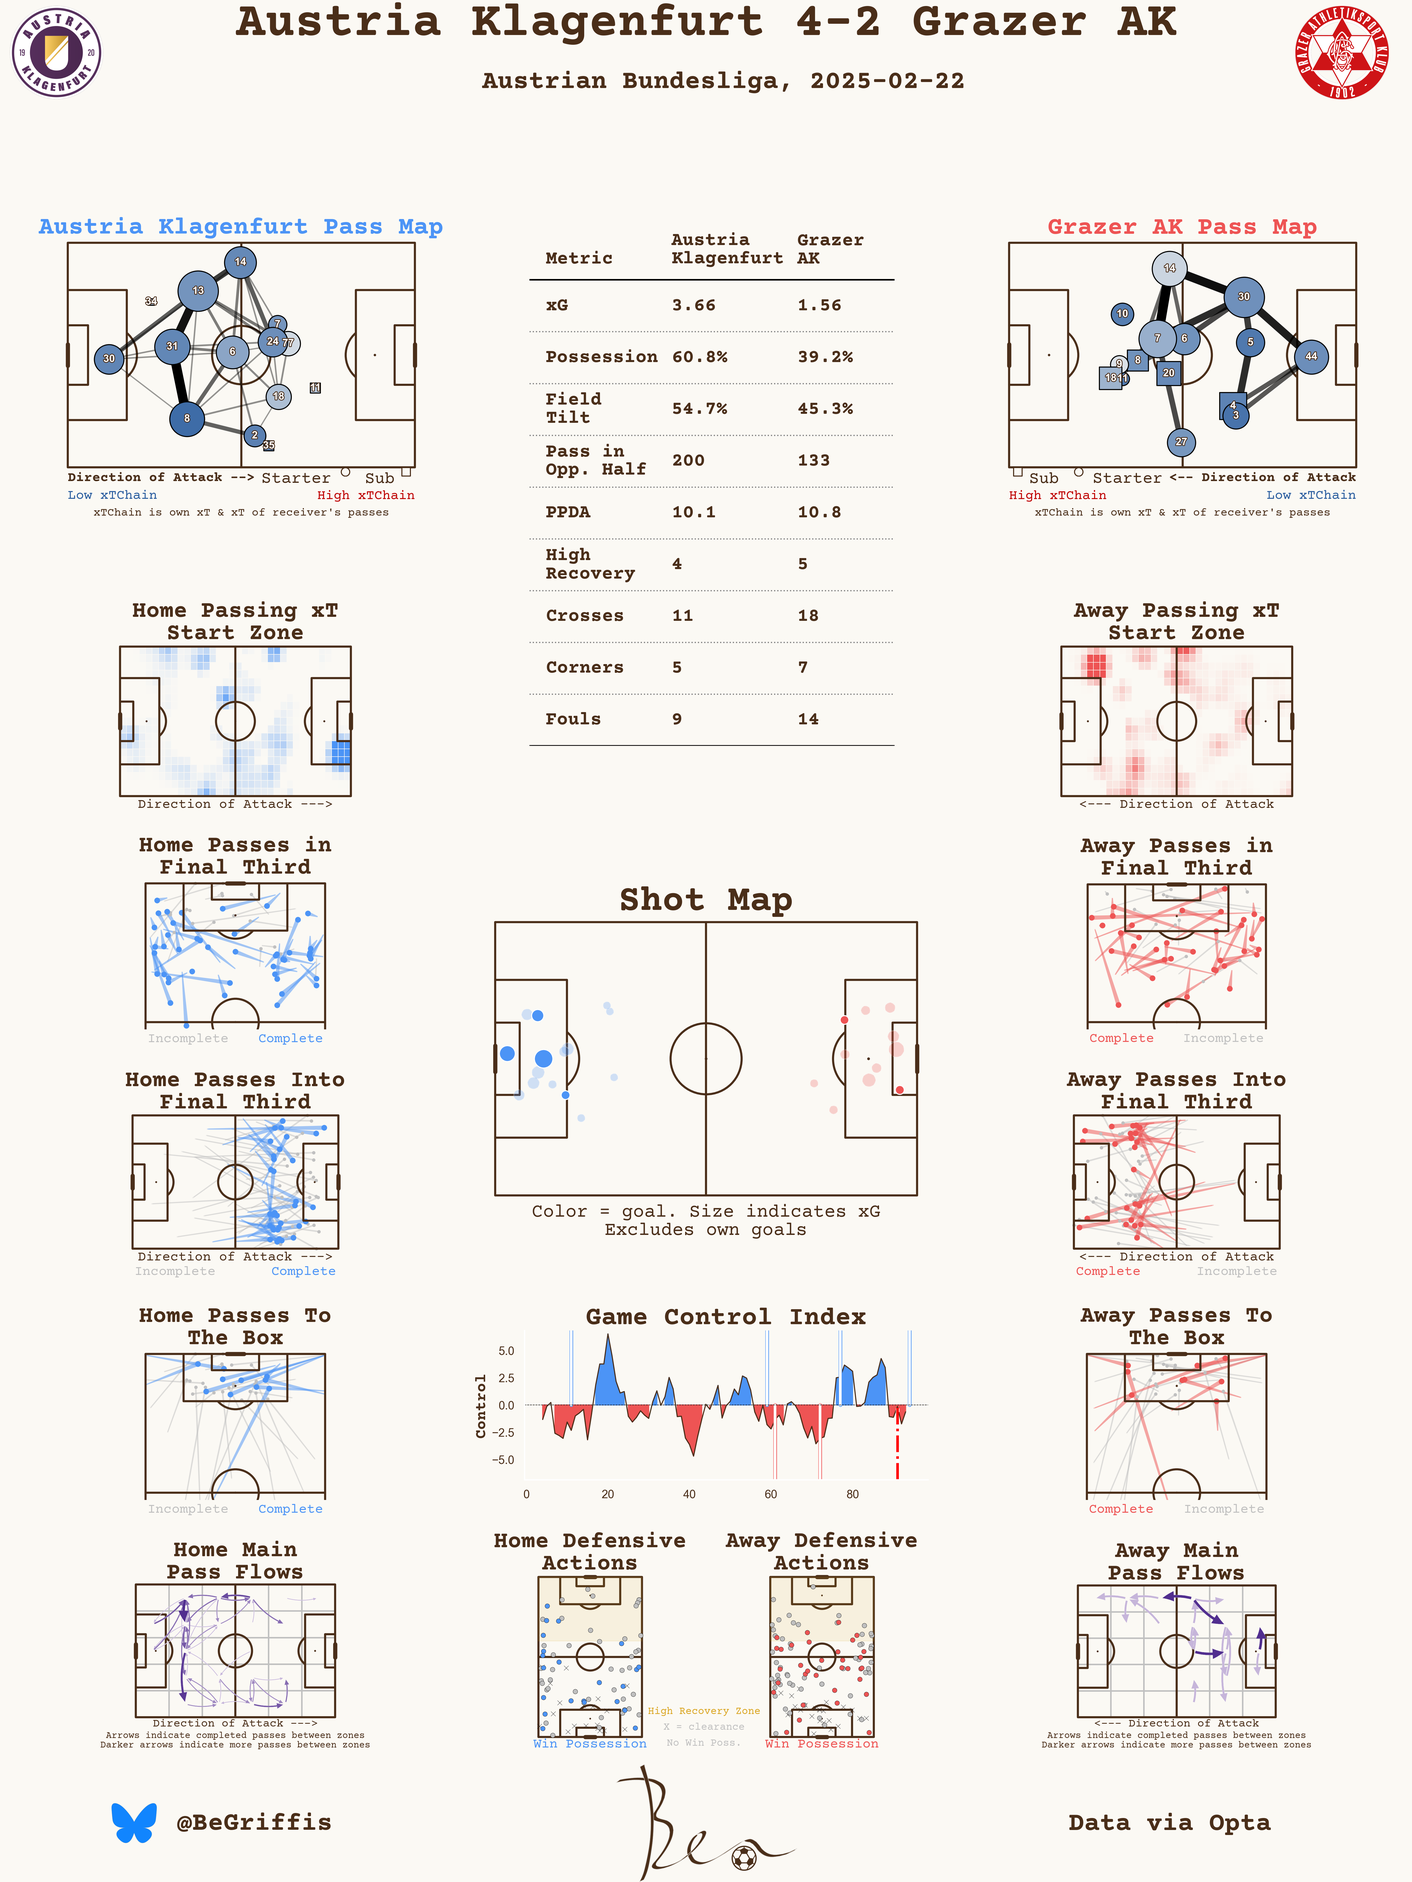 Austria Klagenfurt 4-2 Grazer AK
Austrian Bundesliga, 2025-02-22
AUSTRIA
19 20
KLAGENFURT
GRAZER ATHLETIKSPORT KLUB
- 1902 -
Austria Klagenfurt Pass Map
14
13
34
7
24
77
31
6
30
11
18
8
2
35
Direction of Attack --> Starter Sub
Low xTChain High xTChain
xTChain is own xT & xT of receiver's passes
Metric Austria Klagenfurt Grazer AK
xG 3.66 1.56
Possession 60.8% 39.2%
Field Tilt 54.7% 45.3%
Pass in Opp. Half 200 133
PPDA 10.1 10.8
High Recovery 4 5
Crosses 11 18
Corners 5 7
Fouls 9 14
Grazer AK Pass Map
14
30
10
7
6
5
44
9
8
18
11
20
4
3
27
Sub Starter <-- Direction of Attack
High xTChain Low xTChain
xTChain is own xT & xT of receiver's passes
Home Passing xT
Start Zone
Direction of Attack --->
Away Passing xT
Start Zone
<--- Direction of Attack
Home Passes in
Final Third
Incomplete Complete
Shot Map
Color = goal. Size indicates xG
Excludes own goals
Away Passes in
Final Third
Complete Incomplete
Home Passes Into
Final Third
Direction of Attack --->
Incomplete Complete
Away Passes Into
Final Third
<--- Direction of Attack
Complete Incomplete
Home Passes To
The Box
Incomplete Complete
Game Control Index
Control
5.0
2.5
0.0
−2.5
−5.0
0 20 40 60 80
Away Passes To
The Box
Complete Incomplete
Home Main
Pass Flows
Direction of Attack --->
Arrows indicate completed passes between zones
Darker arrows indicate more passes between zones
Home Defensive
Actions
Win Possession
High Recovery Zone
X = clearance
No Win Poss.
Away Defensive
Actions
Win Possession
Away Main
Pass Flows
<--- Direction of Attack
Arrows indicate completed passes between zones
Darker arrows indicate more passes between zones
@BeGriffis
Ben
Data via Opta